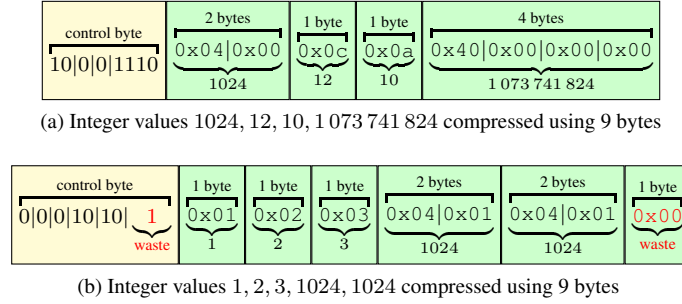 control byte 2 bytes 1 byte 1 byte 4 bytes
10|0|0|1110 0x04|0x00 0x0c 0x0a 0x40|0x00|0x00|0x00
1024 12 10 1 073 741 824
(a) Integer values 1024, 12, 10, 1 073 741 824 compressed using 9 bytes
control byte 1 byte 1 byte 1 byte 2 bytes 2 bytes 1 byte
0|0|0|10|10| 1 0x01 0x02 0x03 0x04|0x01 0x04|0x01 0x00
waste 1 2 3 1024 1024 waste
(b) Integer values 1, 2, 3, 1024, 1024 compressed using 9 bytes